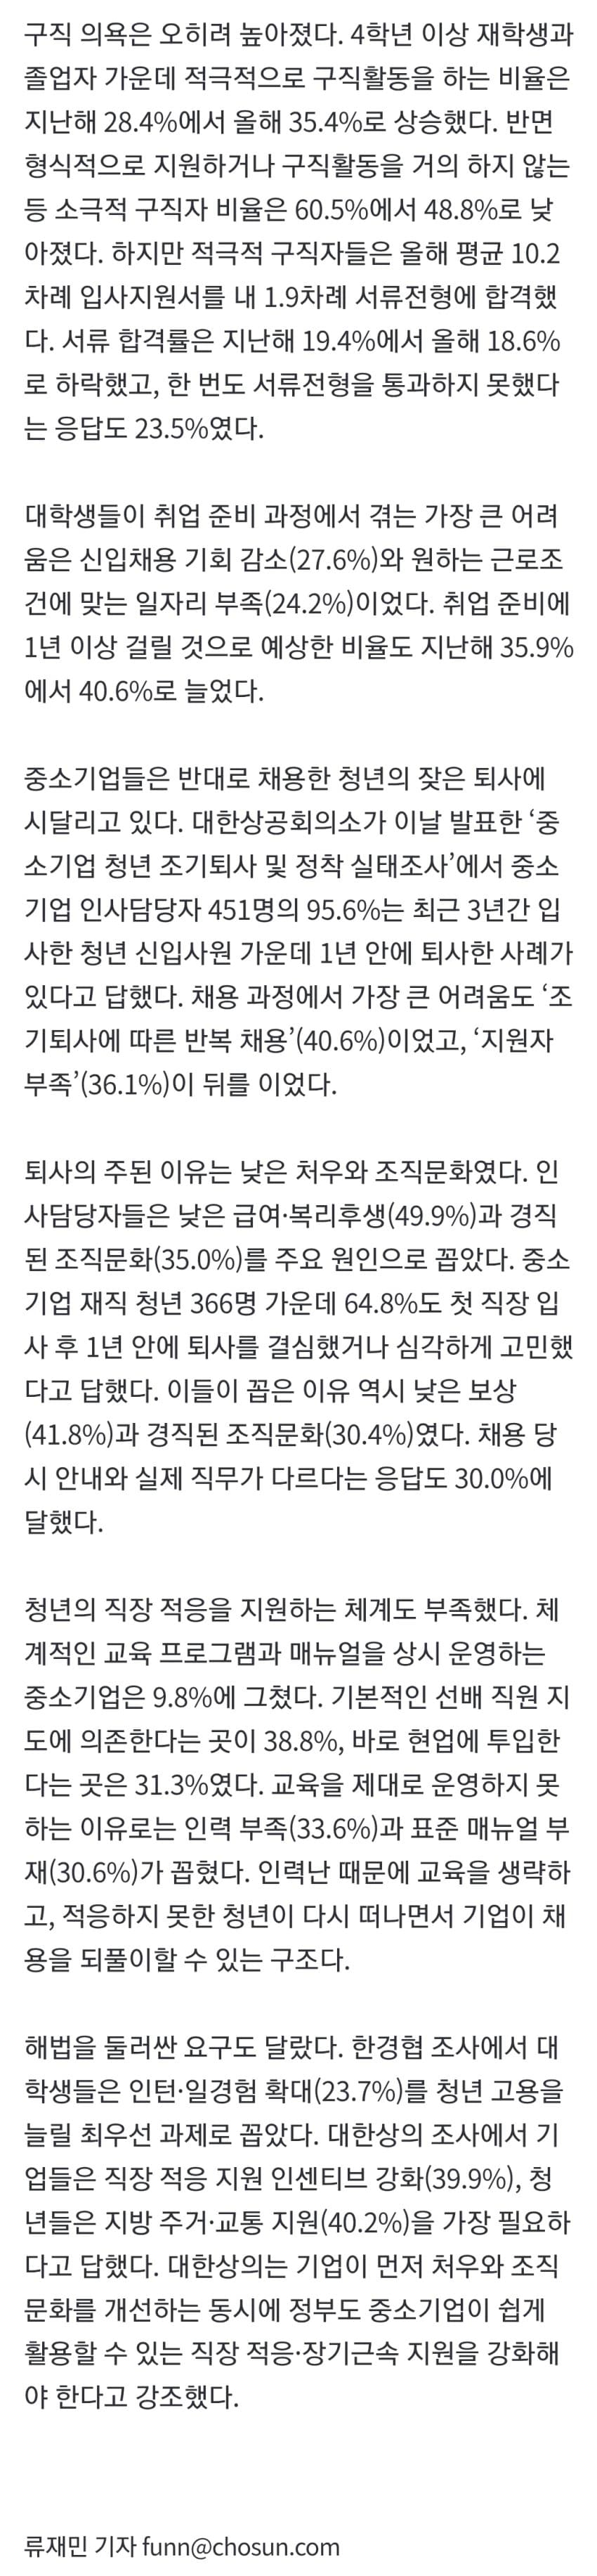 구직 의욕은 오히려 높아졌다. 4학년 이상 재학생과
졸업자 가운데 적극적으로 구직활동을 하는 비율은
지난해 28.4%에서 올해 35.4%로 상승했다. 반면
형식적으로 지원하거나 구직활동을 거의 하지 않는
등 소극적 구직자 비율은 60.5%에서 48.8%로 낮
아졌다. 하지만 적극적 구직자들은 올해 평균 10.2
차례 입사지원서를 내 1.9차례 서류전형에 합격했
다. 서류 합격률은 지난해 19.4%에서 올해 18.6%
로 하락했고, 한 번도 서류전형을 통과하지 못했다
는 응답도 23.5%였다.

대학생들이 취업 준비 과정에서 겪는 가장 큰 어려
움은 신입채용 기회 감소(27.6%)와 원하는 근로조
건에 맞는 일자리 부족(24.2%)이었다. 취업 준비에
1년 이상 걸릴 것으로 예상한 비율도 지난해 35.9%
에서 40.6%로 늘었다.

중소기업들은 반대로 채용한 청년의 잦은 퇴사에
시달리고 있다. 대한상공회의소가 이날 발표한 ‘중
소기업 청년 조기퇴사 및 정착 실태조사’에서 중소
기업 인사담당자 451명의 95.6%는 최근 3년간 입
사한 청년 신입사원 가운데 1년 안에 퇴사한 사례가
있다고 답했다. 채용 과정에서 가장 큰 어려움도 ‘조
기퇴사에 따른 반복 채용’(40.6%)이었고, ‘지원자
부족’(36.1%)이 뒤를 이었다.

퇴사의 주된 이유는 낮은 처우와 조직문화였다. 인
사담당자들은 낮은 급여·복리후생(49.9%)과 경직
된 조직문화(35.0%)를 주요 원인으로 꼽았다. 중소
기업 재직 청년 366명 가운데 64.8%도 첫 직장 입
사 후 1년 안에 퇴사를 결심했거나 심각하게 고민했
다고 답했다. 이들이 꼽은 이유 역시 낮은 보상
(41.8%)과 경직된 조직문화(30.4%)였다. 채용 당
시 안내와 실제 직무가 다르다는 응답도 30.0%에
달했다.

청년의 직장 적응을 지원하는 체계도 부족했다. 체
계적인 교육 프로그램과 매뉴얼을 상시 운영하는
중소기업은 9.8%에 그쳤다. 기본적인 선배 직원 지
도에 의존한다는 곳이 38.8%, 바로 현업에 투입한
다는 곳은 31.3%였다. 교육을 제대로 운영하지 못
하는 이유로는 인력 부족(33.6%)과 표준 매뉴얼 부
재(30.6%)가 꼽혔다. 인력난 때문에 교육을 생략하
고, 적응하지 못한 청년이 다시 떠나면서 기업이 채
용을 되풀이할 수 있는 구조다.

해법을 둘러싼 요구도 달랐다. 한경협 조사에서 대
학생들은 인턴·일경험 확대(23.7%)를 청년 고용을
늘릴 최우선 과제로 꼽았다. 대한상의 조사에서 기
업들은 직장 적응 지원 인센티브 강화(39.9%), 청
년들은 지방 주거·교통 지원(40.2%)을 가장 필요하
다고 답했다. 대한상의는 기업이 먼저 처우와 조직
문화를 개선하는 동시에 정부도 중소기업이 쉽게
활용할 수 있는 직장 적응·장기근속 지원을 강화해
야 한다고 강조했다.

류재민 기자 funn@chosun.com